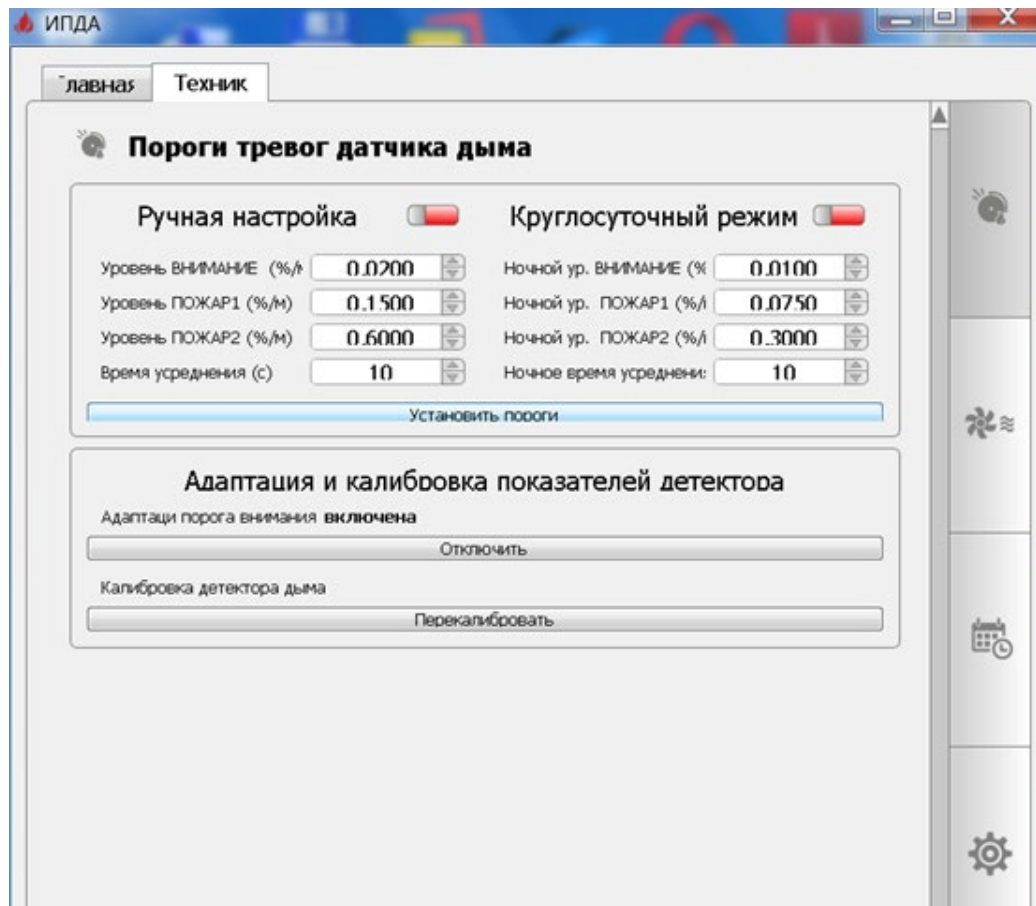 ИПДА
Главная Техник
Пороги тревог датчика дыма
Ручная настройка Круглосуточный режим
Уровень ВНИМАНИЕ (%/м 0.0200 Ночной ур. ВНИМАНИЕ (% 0.0100
Уровень ПОЖАР1 (%/м) 0.1500 Ночной ур. ПОЖАР1 (%/ 0.0750
Уровень ПОЖАР2 (%/м) 0.6000 Ночной ур. ПОЖАР2 (%/ 0.3000
Время усреднения (с) 10 Ночное время усреднени 10
Установить пороги
Адаптация и калибровка показателей детектора
Адаптаци порога внимания включена
Отключить
Калибровка детектора дыма
Перекалибровать